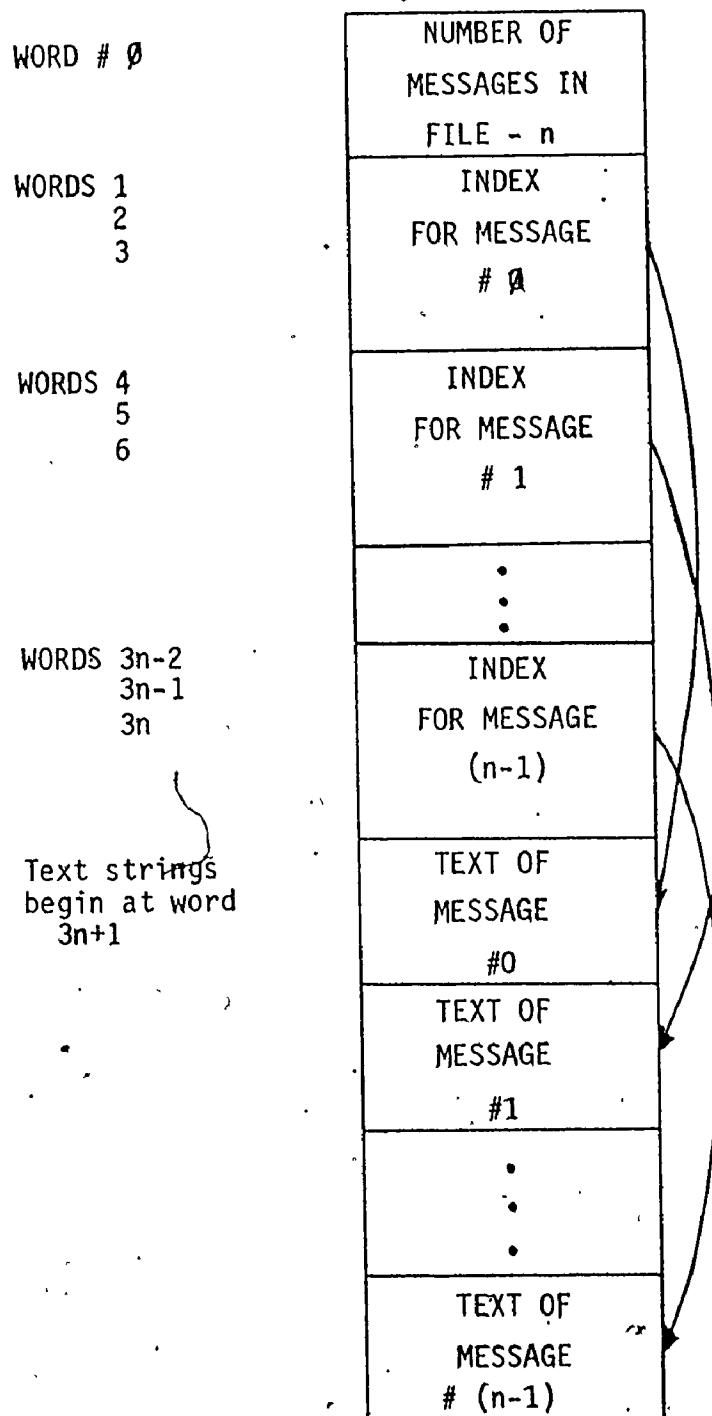 WORD # Ø
NUMBER OF
MESSAGES IN
FILE - n
WORDS 1
2
3
INDEX
FOR MESSAGE
# Ø
WORDS 4
5
6
INDEX
FOR MESSAGE
# 1
WORDS 3n-2
3n-1
3n
INDEX
FOR MESSAGE
(n-1)
Text strings
begin at word
3n+1
TEXT OF
MESSAGE
#0
TEXT OF
MESSAGE
#1
TEXT OF
MESSAGE
# (n-1)